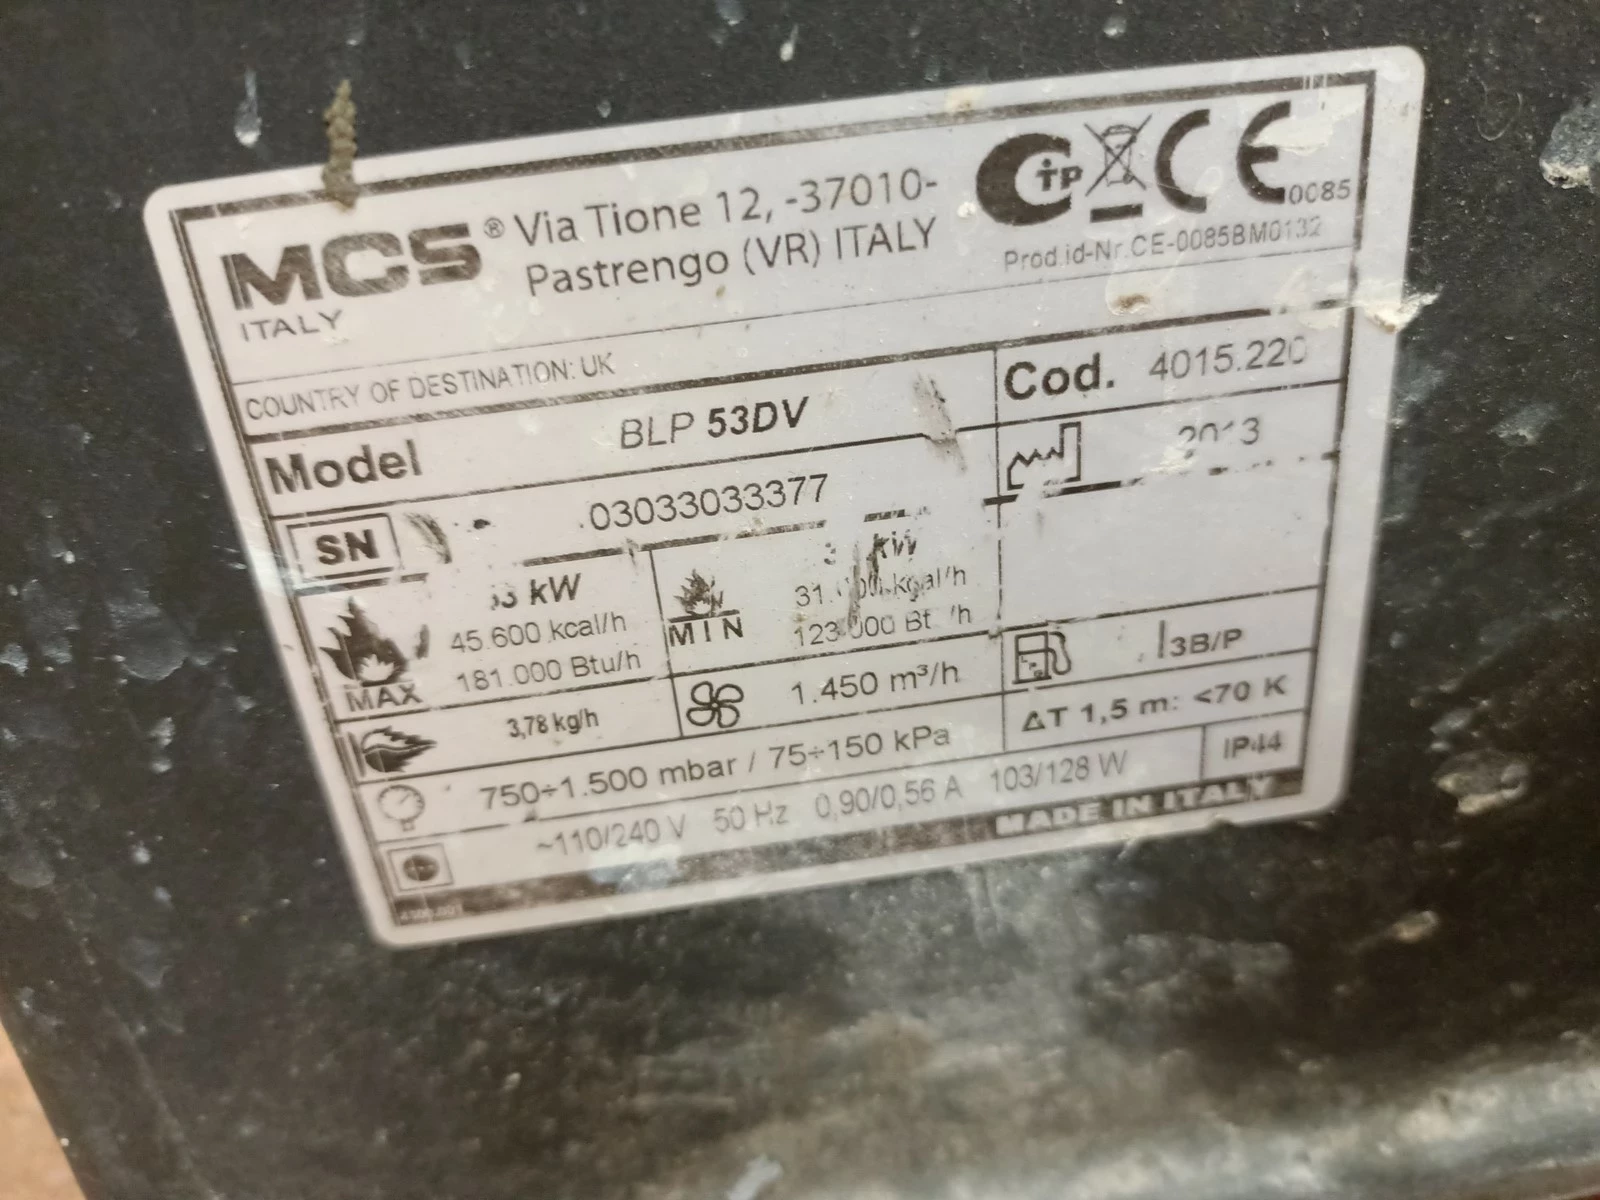 MCS® Via Tione 12, -37010-
ITALY Pastrengo (VR) ITALY
CE 0085
Prod.id-Nr.CE-0085BM0132
COUNTRY OF DESTINATION: UK
Model BLP 53DV
Cod. 4015.220
SN 03033033377
2013
kW
45.600 kcal/h
181.000 Btu/h
MAX
kW
kcal/h
MIN
3,78 kg/h
1.450 m³/h
I3B/P
750÷1.500 mbar / 75÷150 kPa
ΔT 1,5 m: <70 K
~110/240 V 50 Hz 0,90/0,56 A 103/128 W
IP44
MADE IN ITALY